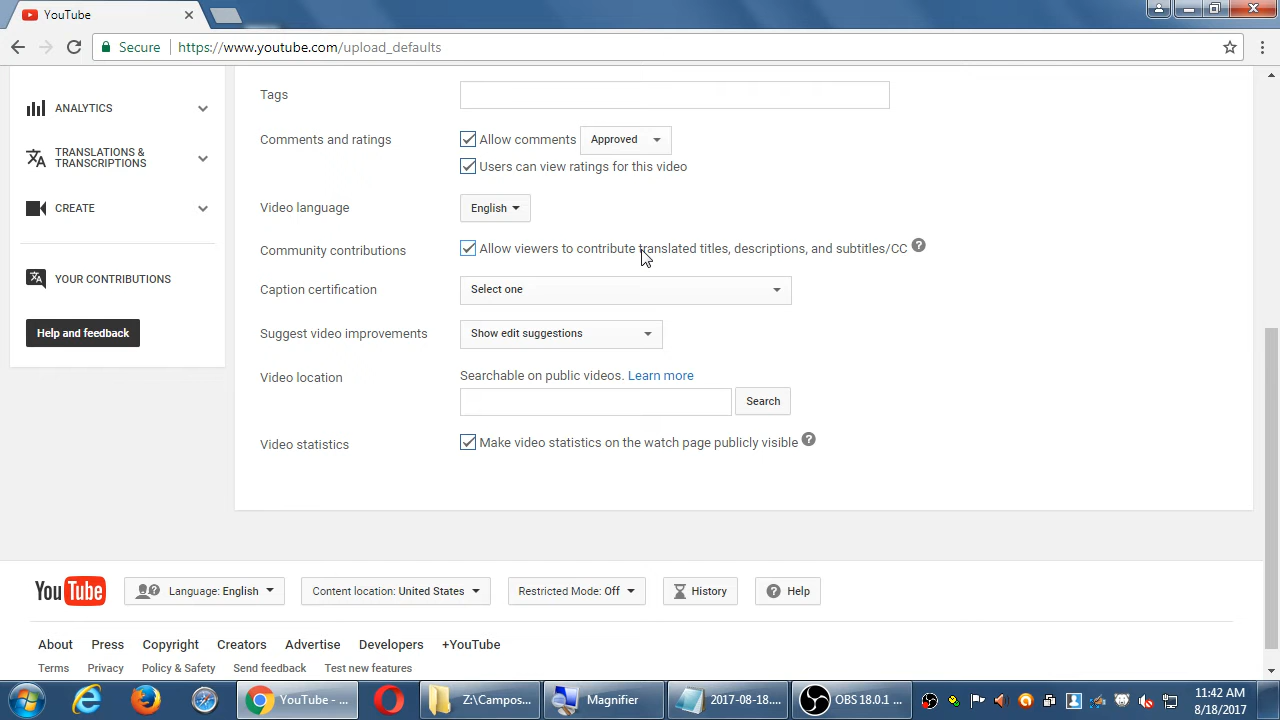 YouTube
Secure
https://www.youtube.com/upload_defaults
ANALYTICS
TRANSLATIONS &
TRANSCRIPTIONS
CREATE
YOUR CONTRIBUTIONS
Help and feedback
Tags
Comments and ratings
Allow comments Approved
Users can view ratings for this video
Video language English
Community contributions Allow viewers to contribute translated titles, descriptions, and subtitles/CC ?
Caption certification Select one
Suggest video improvements Show edit suggestions
Video location Searchable on public videos. Learn more
Search
Video statistics Make video statistics on the watch page publicly visible ?
YouTube Language: English Content location: United States Restricted Mode: Off History ? Help
About Press Copyright Creators Advertise Developers +YouTube
Terms Privacy Policy & Safety Send feedback Test new features
YouTube - ... Z:\Campos... Magnifier 2017-08-18.... OBS 18.0.1 ...
11:42 AM
8/18/2017